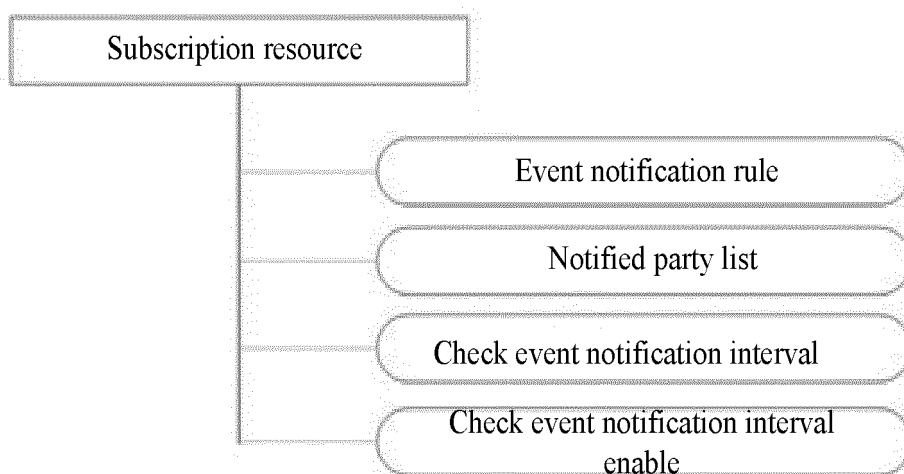 Subscription resource
Event notification rule
Notified party list
Check event notification interval
Check event notification interval
enable